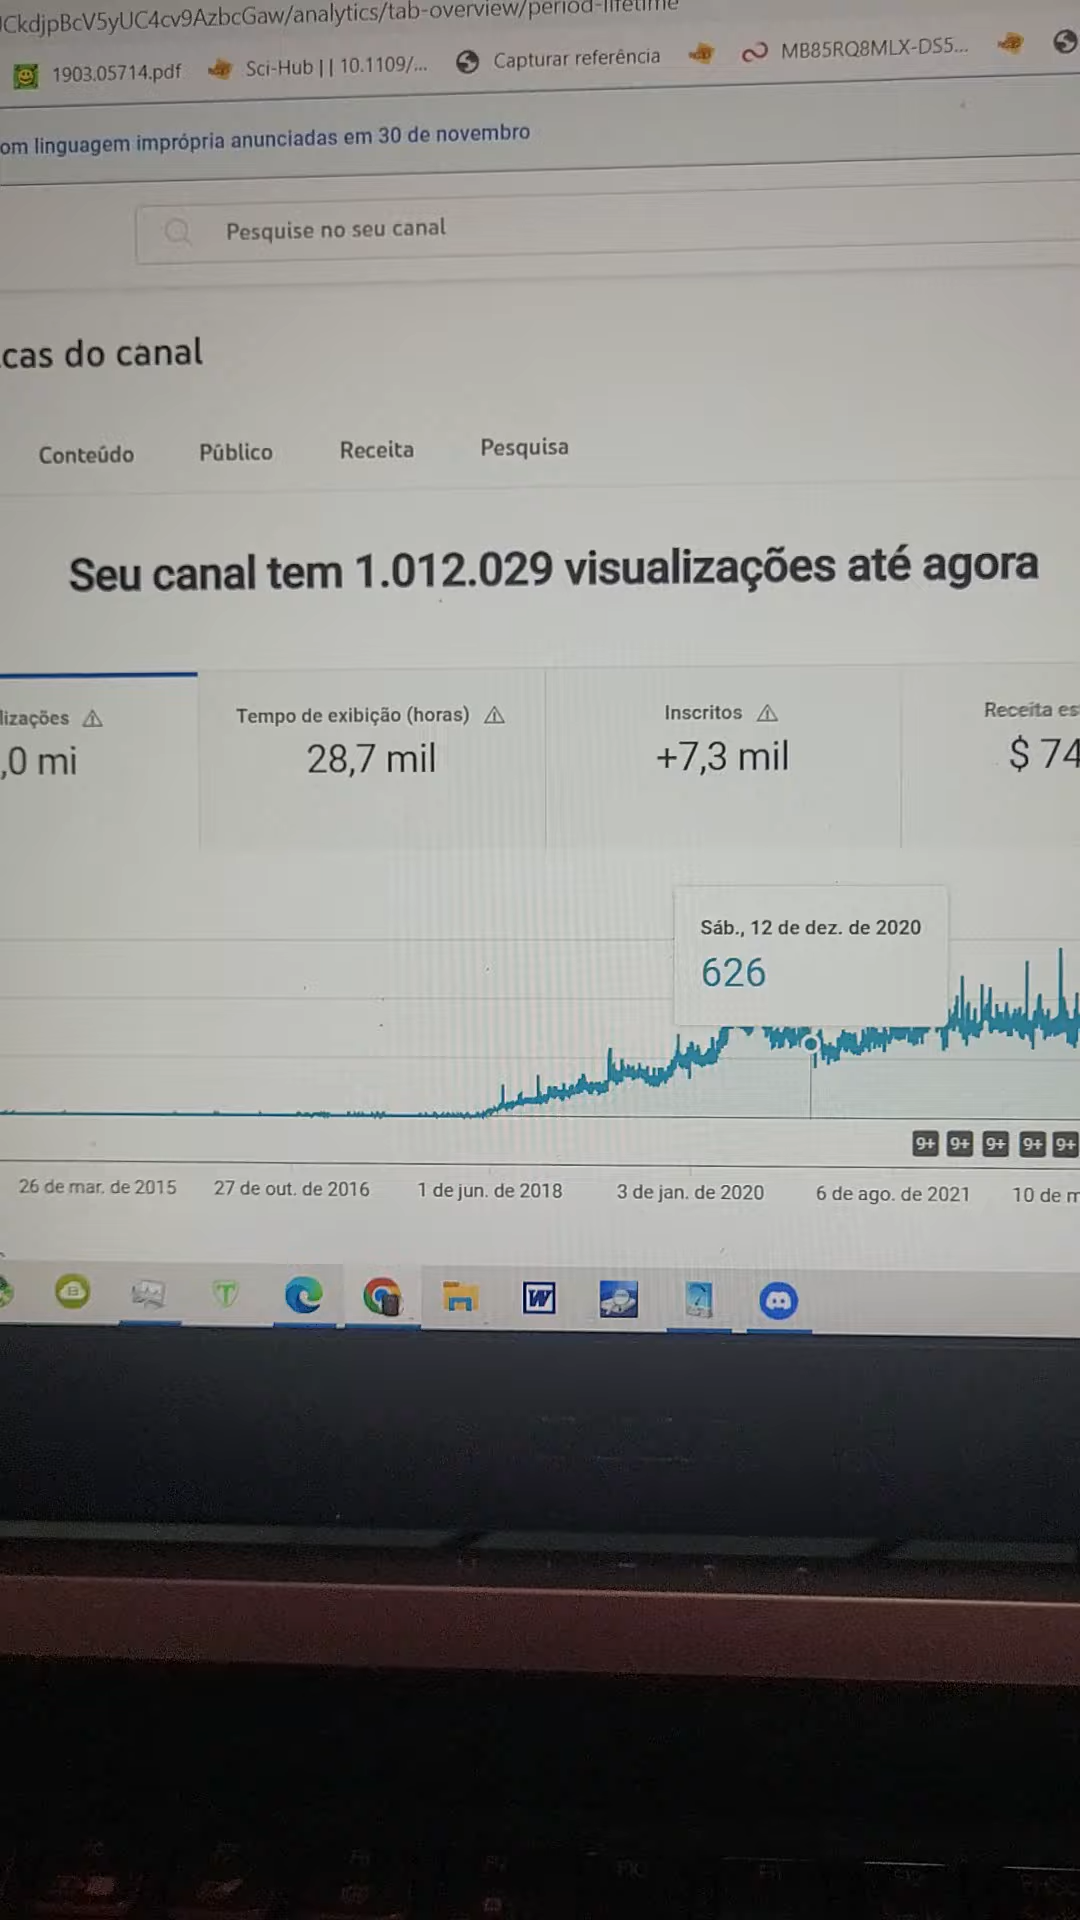 CkdjpBcV5yUC4cv9AzbcGaw/analytics/tab-overview/period-lifetime
1903.05714.pdf Sci-Hub || 10.1109/... Capturar referência MB85RQ8MLX-DS5...
om linguagem imprópria anunciadas em 30 de novembro
Pesquise no seu canal
cas do canal
Conteúdo Público Receita Pesquisa
Seu canal tem 1.012.029 visualizações até agora
lizações Tempo de exibição (horas) Inscritos Receita es
,0 mi 28,7 mil +7,3 mil $ 74
Sáb., 12 de dez. de 2020
626
9+ 9+ 9+ 9+ 9+
26 de mar. de 2015 27 de out. de 2016 1 de jun. de 2018 3 de jan. de 2020 6 de ago. de 2021 10 de m